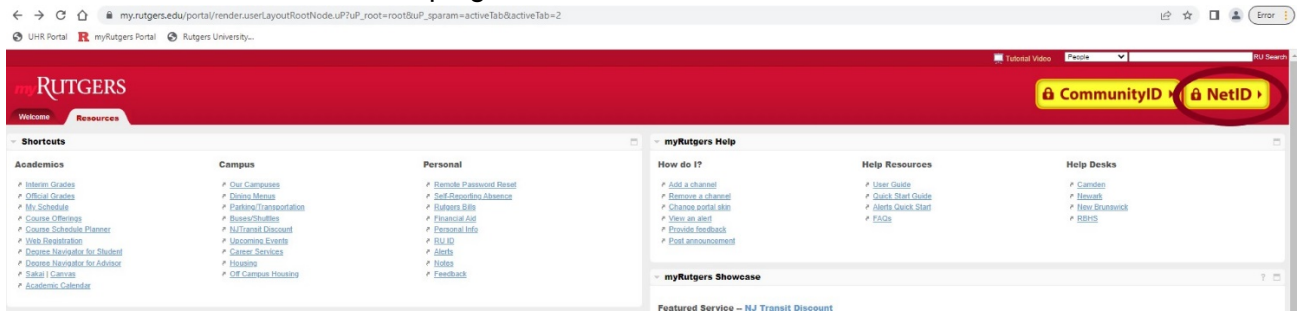 my.rutgers.edu/portal/render.userLayoutRootNode.uP?uP_root=root&uP_sparam=activeTab&activeTab=2
Error
UHR Portal R myRutgers Portal Rutgers University...
Tutorial Video People RU Search
myRUTGERS
CommunityID NetID
Welcome Resources
Shortcuts
Academics Campus Personal
Interim Grades Our Campuses Remote Password Reset
Official Grades Dining Menus Self-Reporting Absence
My Schedule Parking/Transportation Rutgers Bills
Course Offerings Buses/Shuttles Financial Aid
Course Schedule Planner NJTransit Discount Personal Info
Web Registration Upcoming Events RU ID
Degree Navigator for Student Career Services Alerts
Degree Navigator for Advisor Housing Notes
Sakai | Canvas Off Campus Housing Feedback
Academic Calendar
myRutgers Help
How do I? Help Resources Help Desks
Add a channel User Guide Camden
Remove a channel Quick Start Guide Newark
Change portal skin Alerts Quick Start New Brunswick
View an alert FAQs RBHS
Provide feedback
Post announcement
myRutgers Showcase ?
Featured Service -- NJ Transit Discount